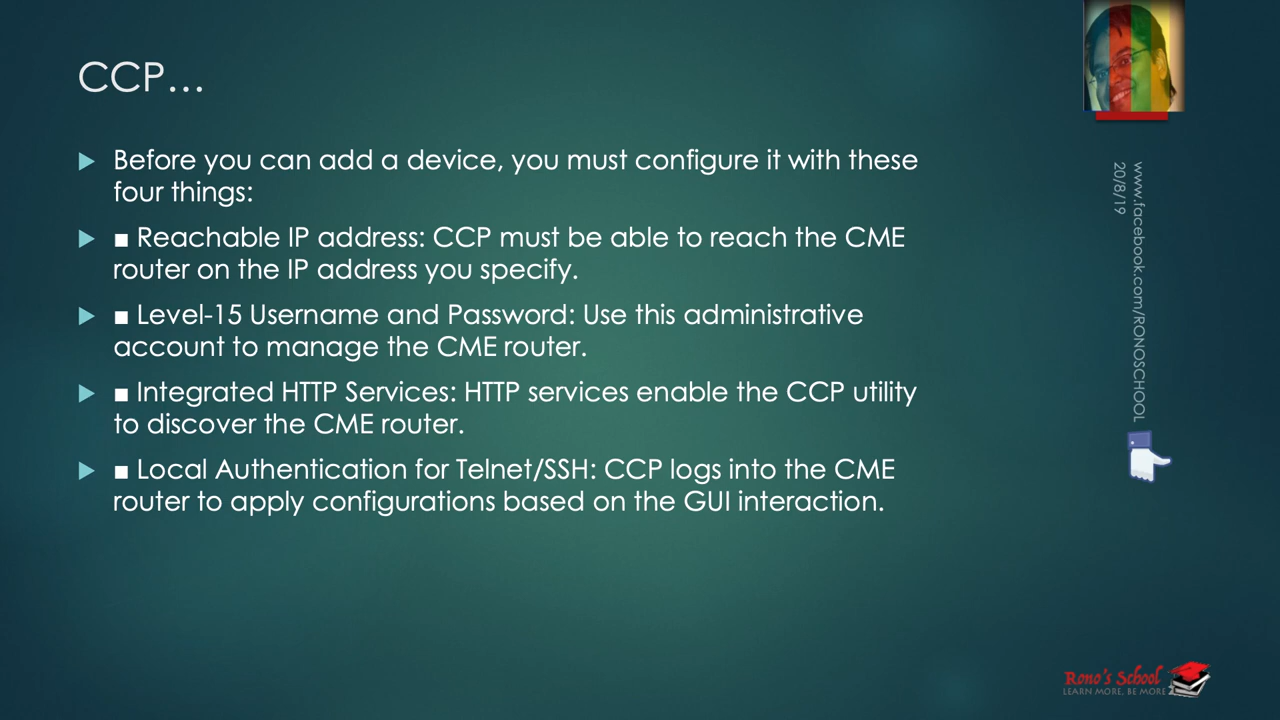 CCP...
Before you can add a device, you must configure it with these
four things:
■ Reachable IP address: CCP must be able to reach the CME
router on the IP address you specify.
■ Level-15 Username and Password: Use this administrative
account to manage the CME router.
■ Integrated HTTP Services: HTTP services enable the CCP utility
to discover the CME router.
■ Local Authentication for Telnet/SSH: CCP logs into the CME
router to apply configurations based on the GUI interaction.
www.facebook.com/RONOSCHOOL
20/8/19
Rono's School
LEARN MORE, BE MORE